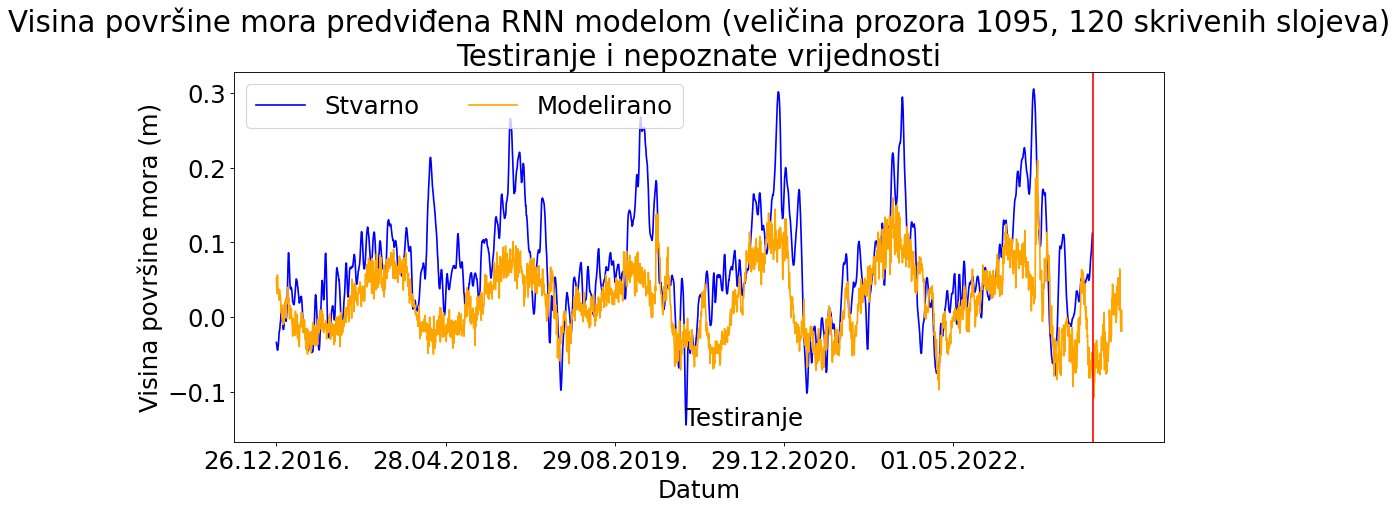 Visina površine mora predviđena RNN modelom (veličina prozora 1095, 120 skrivenih slojeva)
Testiranje i nepoznate vrijednosti
Stvarno
Modelirano
Visina površine mora (m)
0.3
0.2
0.1
0.0
−0.1
Testiranje
26.12.2016.
28.04.2018.
29.08.2019.
29.12.2020.
01.05.2022.
Datum